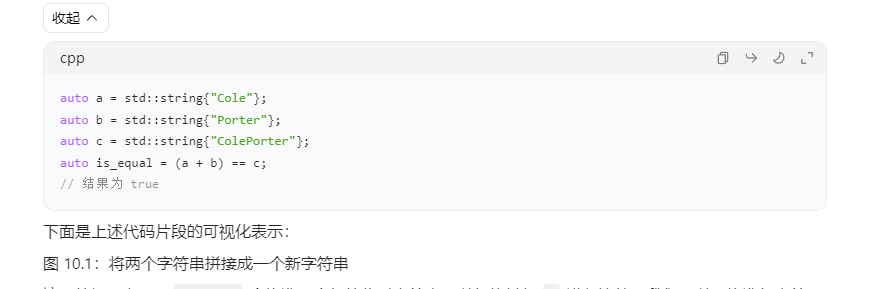 收起
cpp
auto a = std::string{"Cole"};
auto b = std::string{"Porter"};
auto c = std::string{"ColePorter"};
auto is_equal = (a + b) == c;
// 结果为 true
下面是上述代码片段的可视化表示：
图 10.1：将两个字符串拼接成一个新字符串